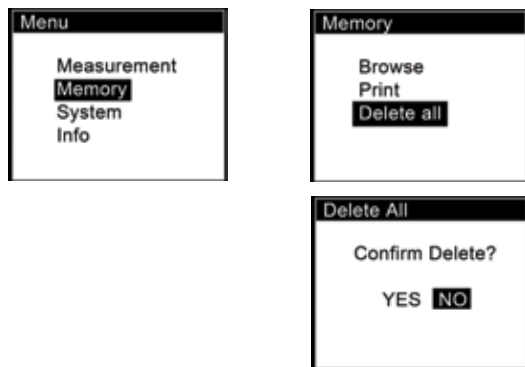 Menu
Measurement
Memory
System
Info
Memory
Browse
Print
Delete all
Delete All
Confirm Delete?
YES NO